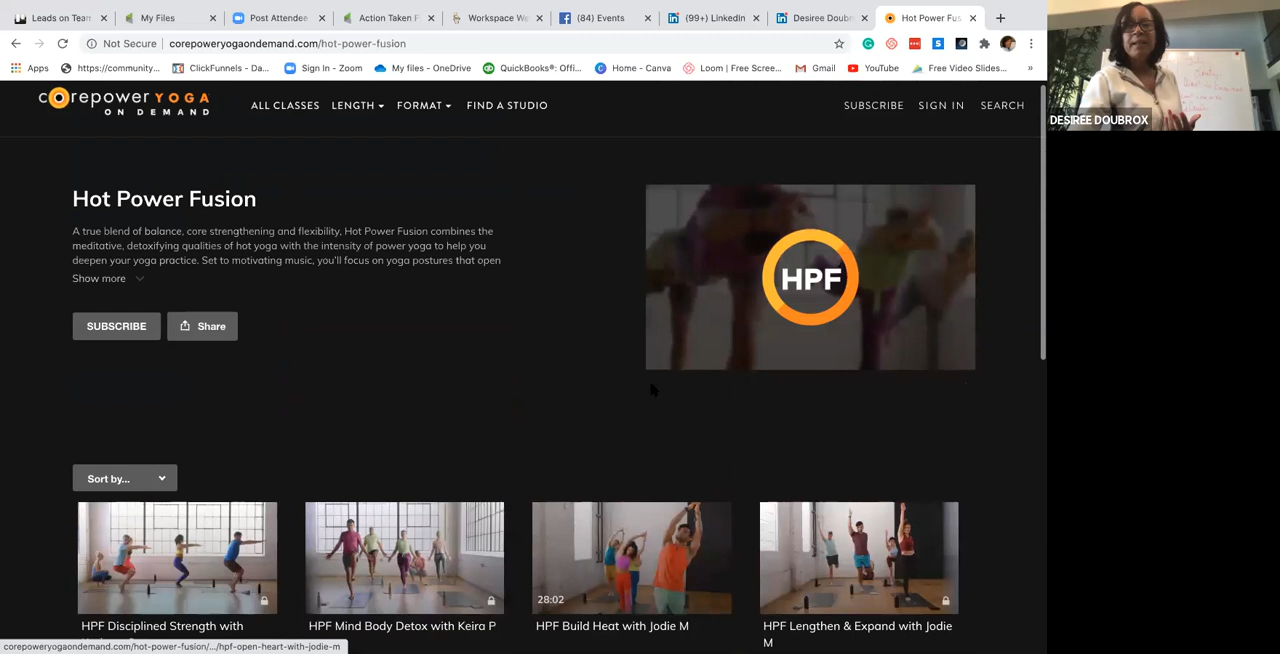 Leads on Team
My Files
Post Attendee
Action Taken F
Workspace We
(84) Events
(99+) LinkedIn
Desiree Doubr
Hot Power Fus
Not Secure
corepoweryogaondemand.com/hot-power-fusion
Apps
https://community...
ClickFunnels - Da...
Sign In - Zoom
My files - OneDrive
QuickBooks®: Offi...
Home - Canva
Loom | Free Scree...
Gmail
YouTube
Free Video Slides...
»
corepower YOGA
ON DEMAND
ALL CLASSES
LENGTH
FORMAT
FIND A STUDIO
SUBSCRIBE
SIGN IN
SEARCH
DESIREE DOUBROX
Hot Power Fusion
A true blend of balance, core strengthening and flexibility, Hot Power Fusion combines the
meditative, detoxifying qualities of hot yoga with the intensity of power yoga to help you
deepen your yoga practice. Set to motivating music, you'll focus on yoga postures that open
Show more
SUBSCRIBE
Share
HPF
Sort by...
28:02
HPF Disciplined Strength with
HPF Mind Body Detox with Keira P
HPF Build Heat with Jodie M
HPF Lengthen & Expand with Jodie
M
corepoweryogaondemand.com/hot-power-fusion/.../hpf-open-heart-with-jodie-m